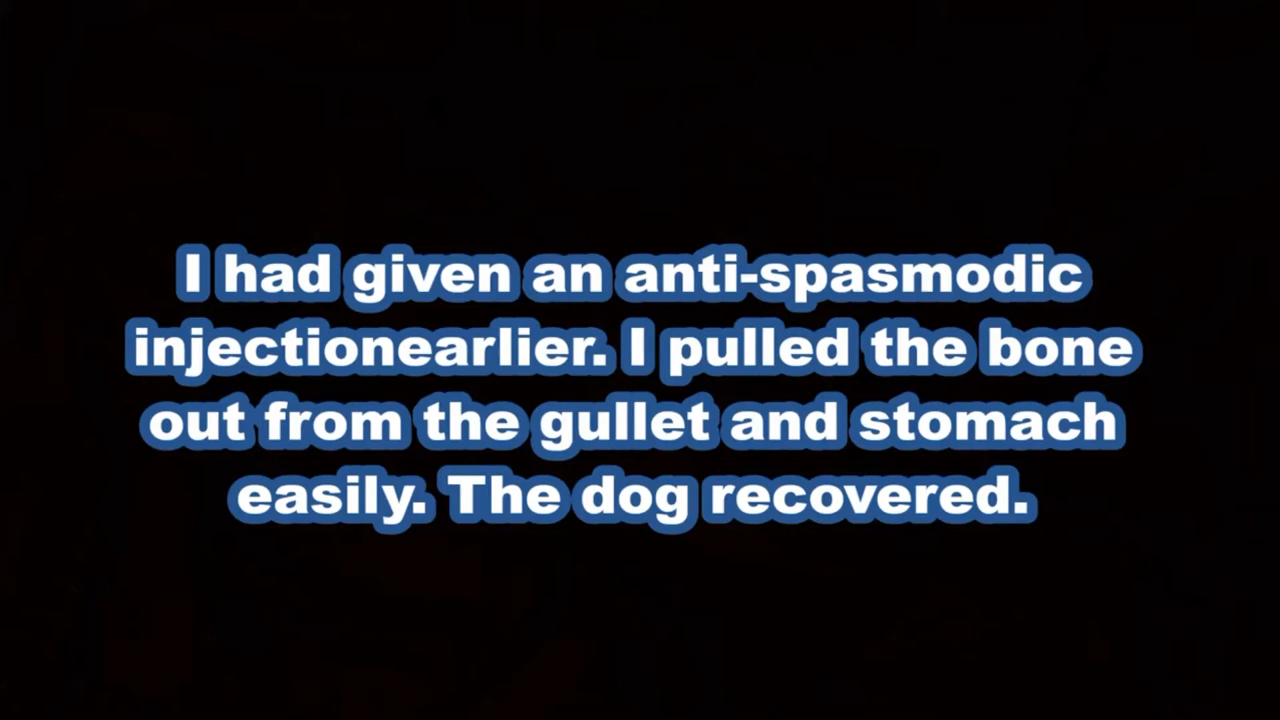 I had given an anti-spasmodic
injectionearlier. I pulled the bone
out from the gullet and stomach
easily. The dog recovered.